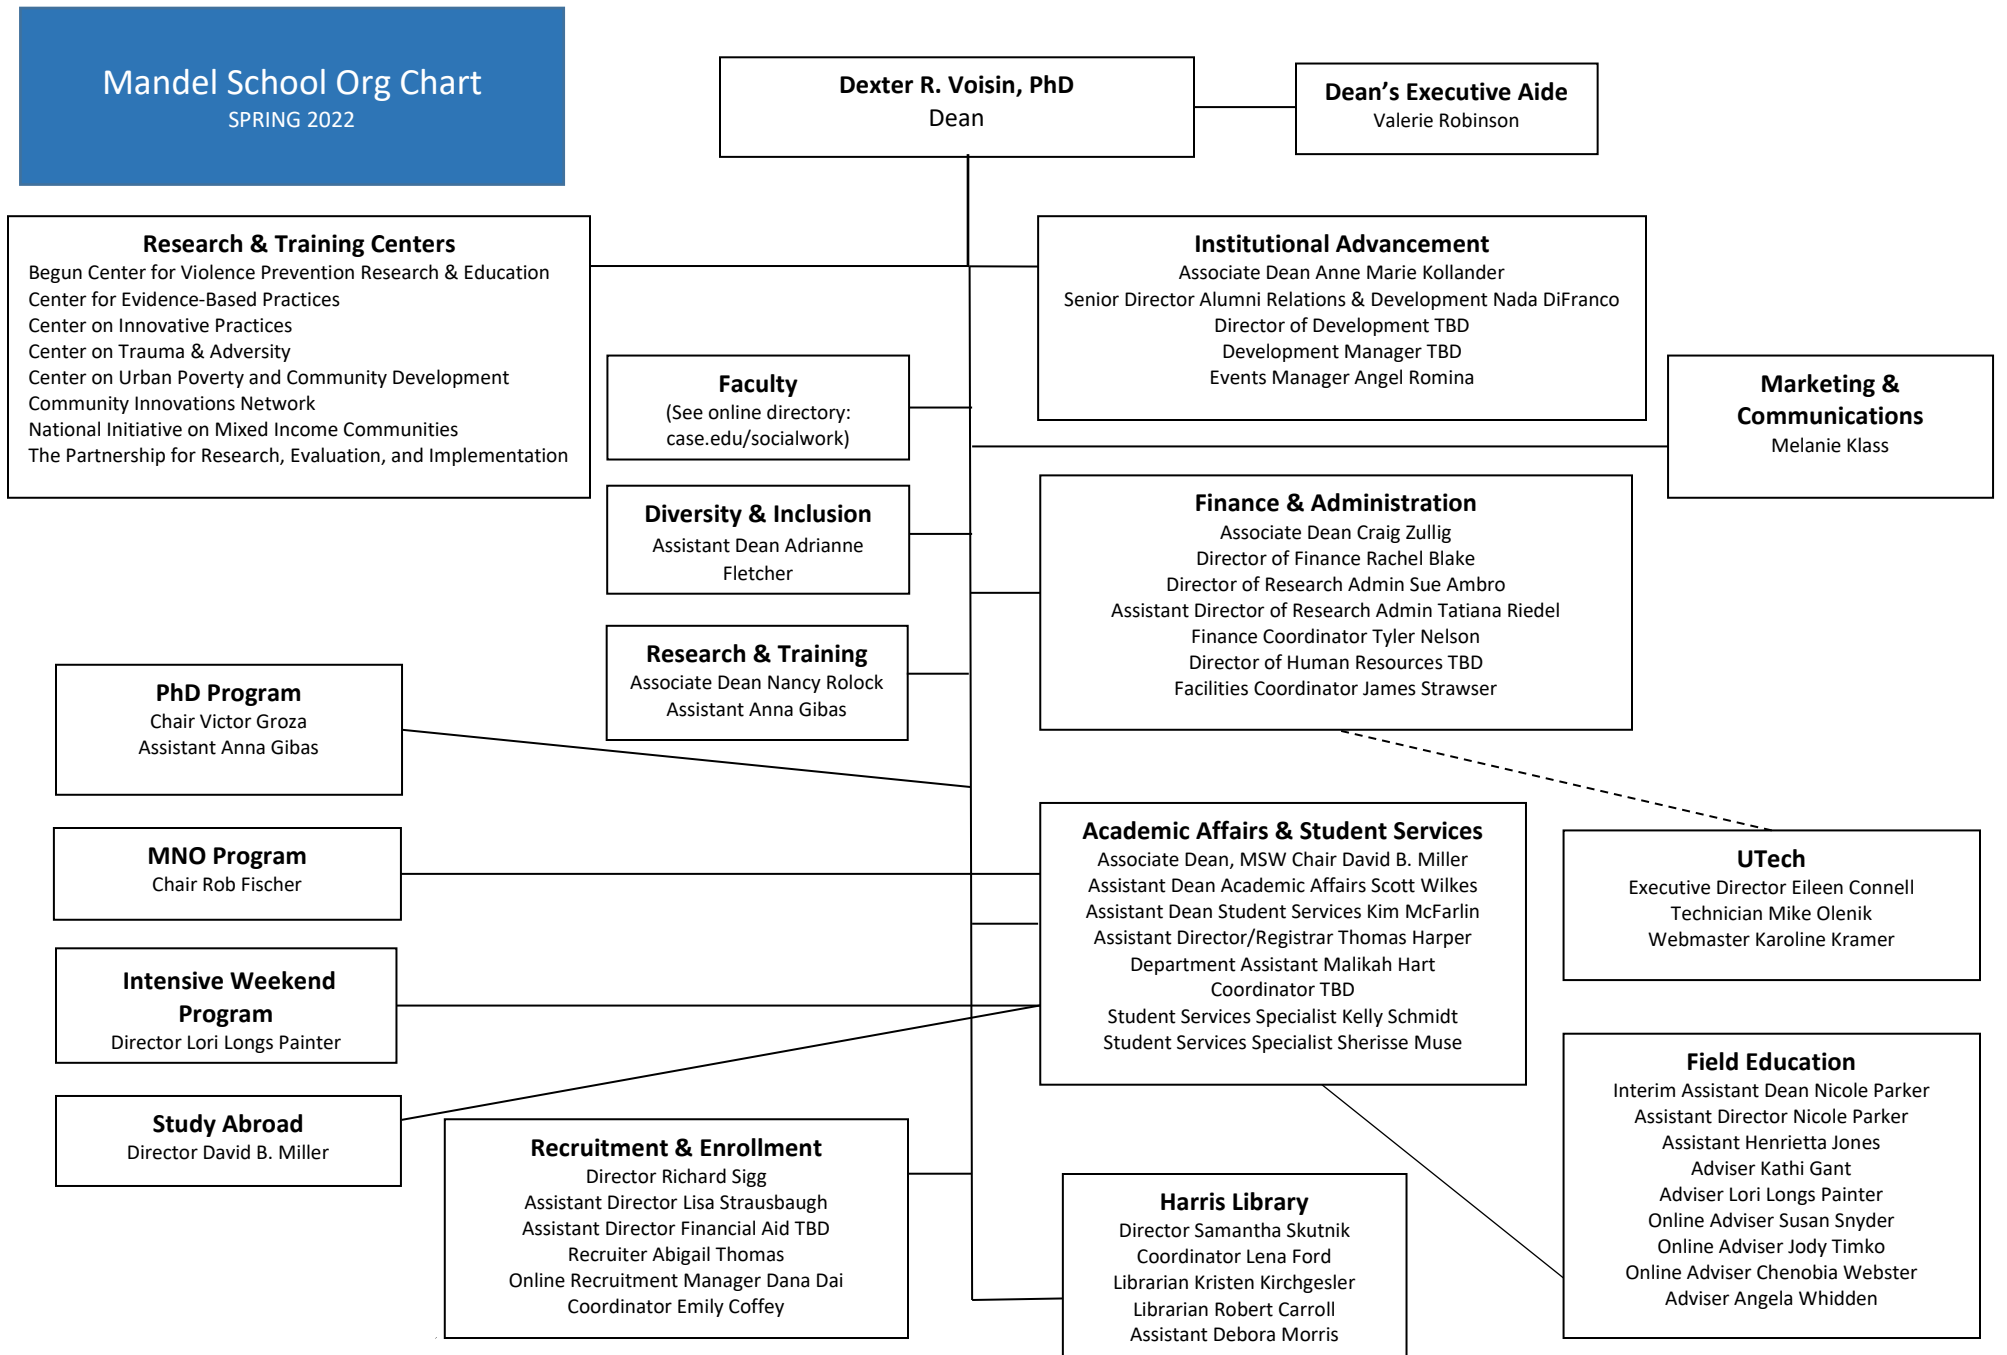 Mandel School Org Chart
SPRING 2022
Dexter R. Voisin, PhD
Dean
Dean’s Executive Aide
Valerie Robinson
Research & Training Centers
Begun Center for Violence Prevention Research & Education
Center for Evidence-Based Practices
Center on Innovative Practices
Center on Trauma & Adversity
Center on Urban Poverty and Community Development
Community Innovations Network
National Initiative on Mixed Income Communities
The Partnership for Research, Evaluation, and Implementation
Institutional Advancement
Associate Dean Anne Marie Kollander
Senior Director Alumni Relations & Development Nada DiFranco
Director of Development TBD
Development Manager TBD
Events Manager Angel Romina
Faculty
(See online directory:
case.edu/socialwork)
Marketing &
Communications
Melanie Klass
Diversity & Inclusion
Assistant Dean Adrianne
Fletcher
Finance & Administration
Associate Dean Craig Zullig
Director of Finance Rachel Blake
Director of Research Admin Sue Ambro
Assistant Director of Research Admin Tatiana Riedel
Finance Coordinator Tyler Nelson
Director of Human Resources TBD
Facilities Coordinator James Strawser
Research & Training
Associate Dean Nancy Rolock
Assistant Anna Gibas
PhD Program
Chair Victor Groza
Assistant Anna Gibas
MNO Program
Chair Rob Fischer
Academic Affairs & Student Services
Associate Dean, MSW Chair David B. Miller
Assistant Dean Academic Affairs Scott Wilkes
Assistant Dean Student Services Kim McFarlin
Assistant Director/Registrar Thomas Harper
Department Assistant Malikah Hart
Coordinator TBD
Student Services Specialist Kelly Schmidt
Student Services Specialist Sherisse Muse
UTech
Executive Director Eileen Connell
Technician Mike Olenik
Webmaster Karoline Kramer
Intensive Weekend
Program
Director Lori Longs Painter
Study Abroad
Director David B. Miller
Field Education
Interim Assistant Dean Nicole Parker
Assistant Director Nicole Parker
Assistant Henrietta Jones
Adviser Kathi Gant
Adviser Lori Longs Painter
Online Adviser Susan Snyder
Online Adviser Jody Timko
Online Adviser Chenobia Webster
Adviser Angela Whidden
Recruitment & Enrollment
Director Richard Sigg
Assistant Director Lisa Strausbaugh
Assistant Director Financial Aid TBD
Recruiter Abigail Thomas
Online Recruitment Manager Dana Dai
Coordinator Emily Coffey
Harris Library
Director Samantha Skutnik
Coordinator Lena Ford
Librarian Kristen Kirchgesler
Librarian Robert Carroll
Assistant Debora Morris